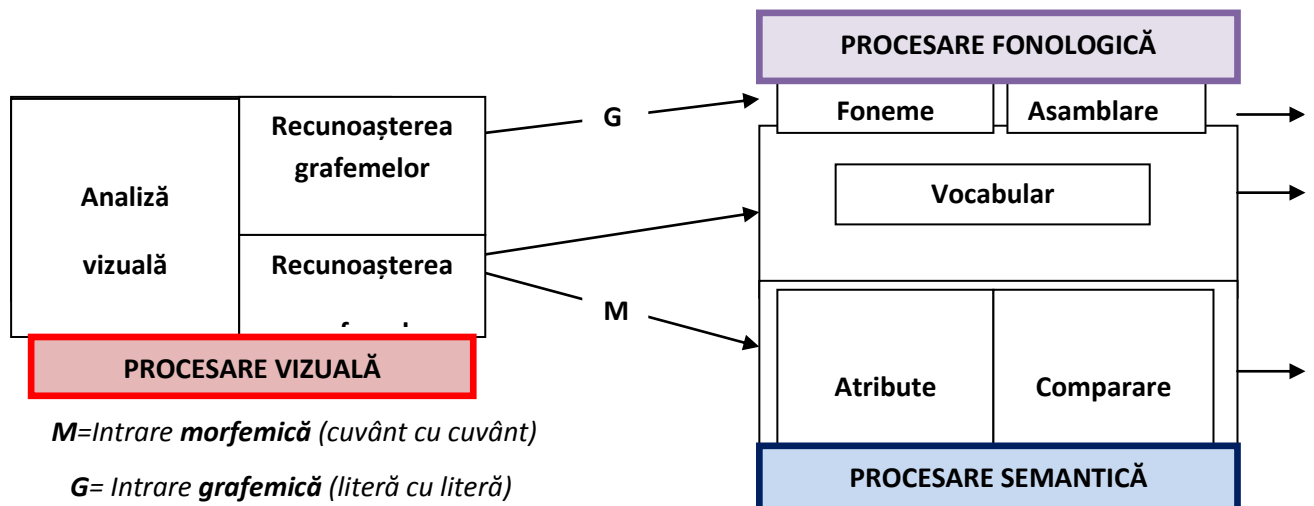 PROCESARE FONOLOGICĂ
Foneme
Asamblare
Vocabular
G
Recunoașterea
grafemelor
Analiză
vizuală
Recunoașterea
PROCESARE VIZUALĂ
M
Atribute
Comparare
PROCESARE SEMANTICĂ
M=Intrare morfemică (cuvânt cu cuvânt)
G= Intrare grafemică (literă cu literă)